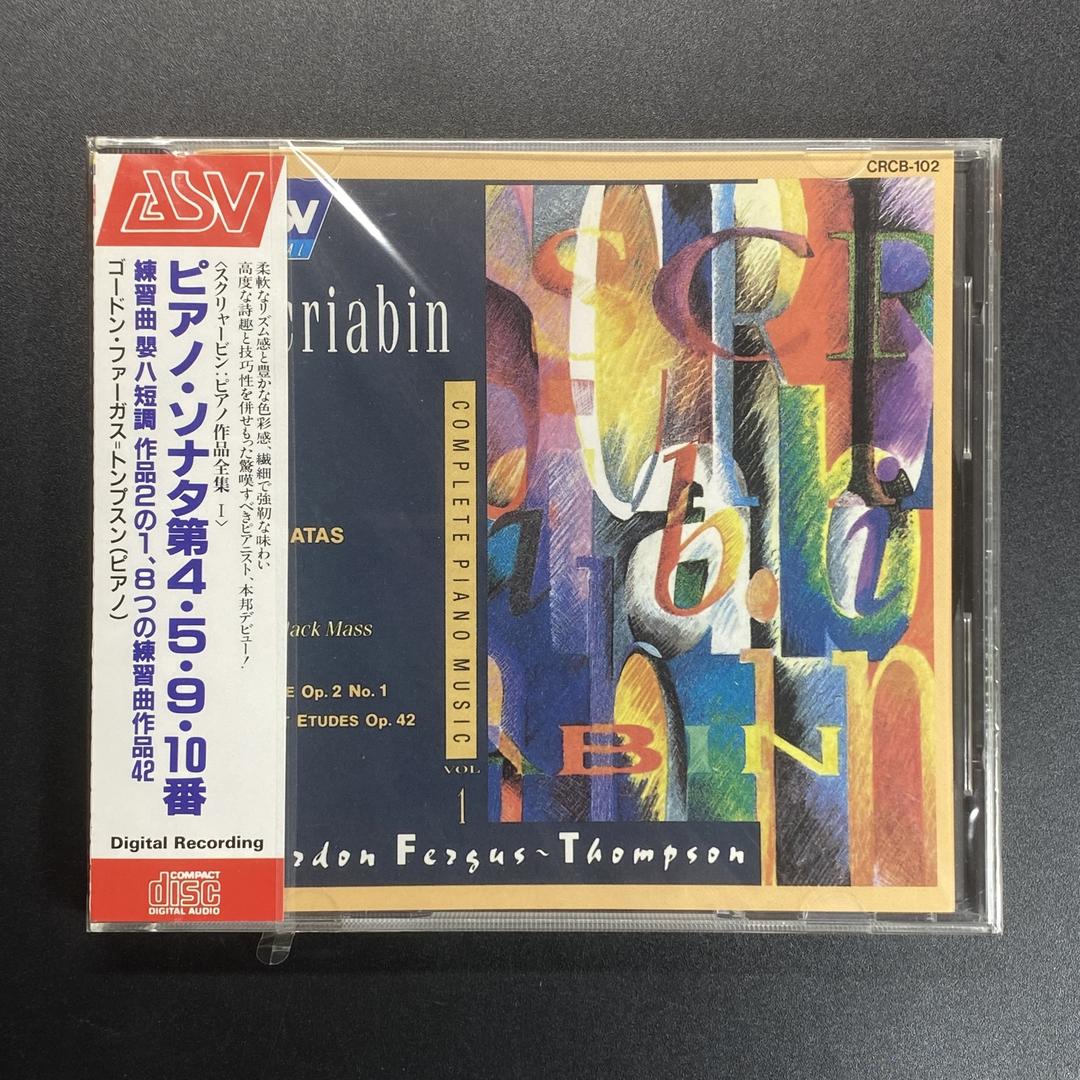 ASV
柔軟なリズム感と豊かな色彩感、繊細で強靭な味わい
高度な詩趣と技巧性を併せもった驚嘆すべきピアニスト、本邦デビュー!
〈スクリャービン:ピアノ作品全集 I〉
ピアノ・ソナタ第4・5・9・10番
練習曲 嬰ハ短調 作品2の1、8つの練習曲作品42
ゴードン・ファーガス=トンプスン(ピアノ)
Digital Recording
COMPACT
disc
DIGITAL AUDIO
CRCB-102
criabin
COMPLETE PIANO MUSIC
VOL
1
ATAS
lack Mass
E Op. 2 No. 1
ETUDES Op. 42
rdon Fergus~Thompson
SCR
b
i
in
BIN